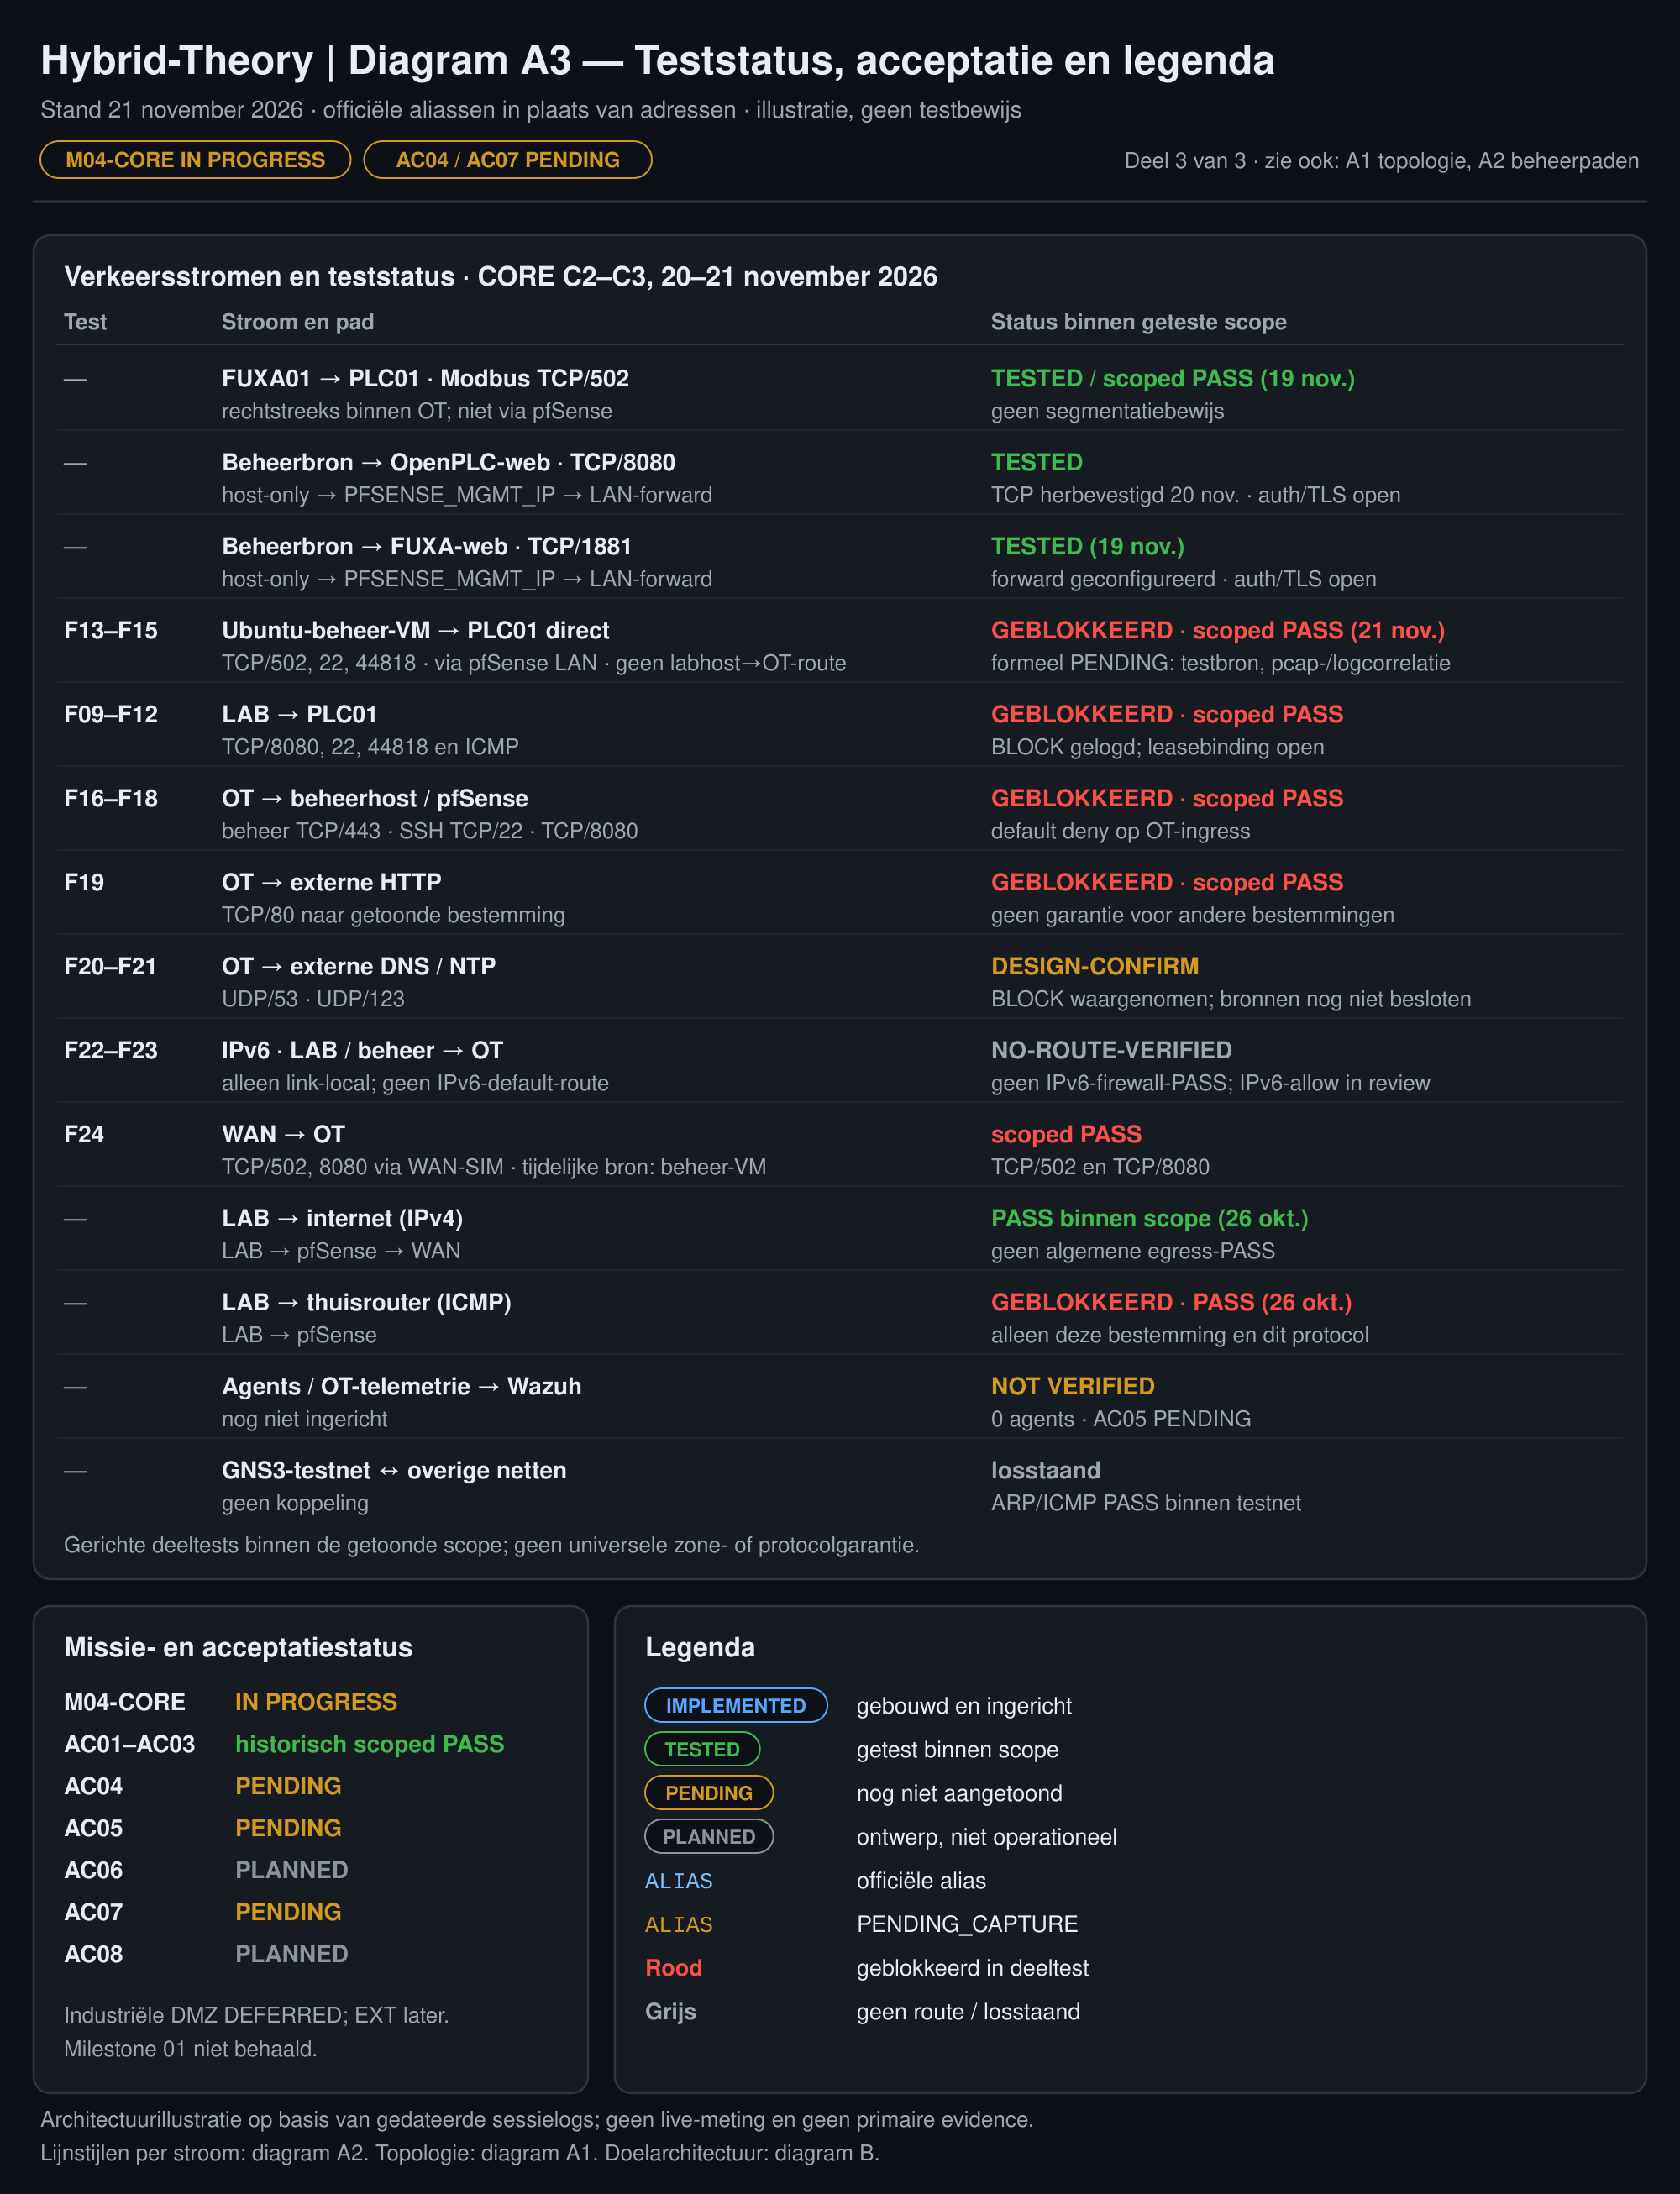 Hybrid-Theory | Diagram A3 — Teststatus, acceptatie en legenda
Stand 21 november 2026 · officiële aliassen in plaats van adressen · illustratie, geen testbewijs
M04-CORE IN PROGRESS AC04 / AC07 PENDING Deel 3 van 3 · zie ook: A1 topologie, A2 beheerpaden
Verkeersstromen en teststatus · CORE C2–C3, 20–21 november 2026
Test Stroom en pad Status binnen geteste scope
— FUXA01 → PLC01 · Modbus TCP/502 TESTED / scoped PASS (19 nov.)
rechtstreeks binnen OT; niet via pfSense geen segmentatiebewijs
— Beheerbron → OpenPLC-web · TCP/8080 TESTED
host-only → PFSENSE_MGMT_IP → LAN-forward TCP herbevestigd 20 nov. · auth/TLS open
— Beheerbron → FUXA-web · TCP/1881 TESTED (19 nov.)
host-only → PFSENSE_MGMT_IP → LAN-forward forward geconfigureerd · auth/TLS open
F13–F15 Ubuntu-beheer-VM → PLC01 direct GEBLOKKEERD · scoped PASS (21 nov.)
TCP/502, 22, 44818 · via pfSense LAN · geen labhost→OT-route formeel PENDING: testbron, pcap-/logcorrelatie
F09–F12 LAB → PLC01 GEBLOKKEERD · scoped PASS
TCP/8080, 22, 44818 en ICMP BLOCK gelogd; leasebinding open
F16–F18 OT → beheerhost / pfSense GEBLOKKEERD · scoped PASS
beheer TCP/443 · SSH TCP/22 · TCP/8080 default deny op OT-ingress
F19 OT → externe HTTP GEBLOKKEERD · scoped PASS
TCP/80 naar getoonde bestemming geen garantie voor andere bestemmingen
F20–F21 OT → externe DNS / NTP DESIGN-CONFIRM
UDP/53 · UDP/123 BLOCK waargenomen; bronnen nog niet besloten
F22–F23 IPv6 · LAB / beheer → OT NO-ROUTE-VERIFIED
alleen link-local; geen IPv6-default-route geen IPv6-firewall-PASS; IPv6-allow in review
F24 WAN → OT scoped PASS
TCP/502, 8080 via WAN-SIM · tijdelijke bron: beheer-VM TCP/502 en TCP/8080
— LAB → internet (IPv4) PASS binnen scope (26 okt.)
LAB → pfSense → WAN geen algemene egress-PASS
— LAB → thuisrouter (ICMP) GEBLOKKEERD · PASS (26 okt.)
LAB → pfSense alleen deze bestemming en dit protocol
— Agents / OT-telemetrie → Wazuh NOT VERIFIED
nog niet ingericht 0 agents · AC05 PENDING
— GNS3-testnet ↔ overige netten losstaand
geen koppeling ARP/ICMP PASS binnen testnet
Gerichte deeltests binnen de getoonde scope; geen universele zone- of protocolgarantie.
Missie- en acceptatiestatus
M04-CORE IN PROGRESS
AC01–AC03 historisch scoped PASS
AC04 PENDING
AC05 PENDING
AC06 PLANNED
AC07 PENDING
AC08 PLANNED
Industriële DMZ DEFERRED; EXT later.
Milestone 01 niet behaald.
Legenda
IMPLEMENTED gebouwd en ingericht
TESTED getest binnen scope
PENDING nog niet aangetoond
PLANNED ontwerp, niet operationeel
ALIAS officiële alias
ALIAS PENDING_CAPTURE
Rood geblokkeerd in deeltest
Grijs geen route / losstaand
Architectuurillustratie op basis van gedateerde sessielogs; geen live-meting en geen primaire evidence.
Lijnstijlen per stroom: diagram A2. Topologie: diagram A1. Doelarchitectuur: diagram B.